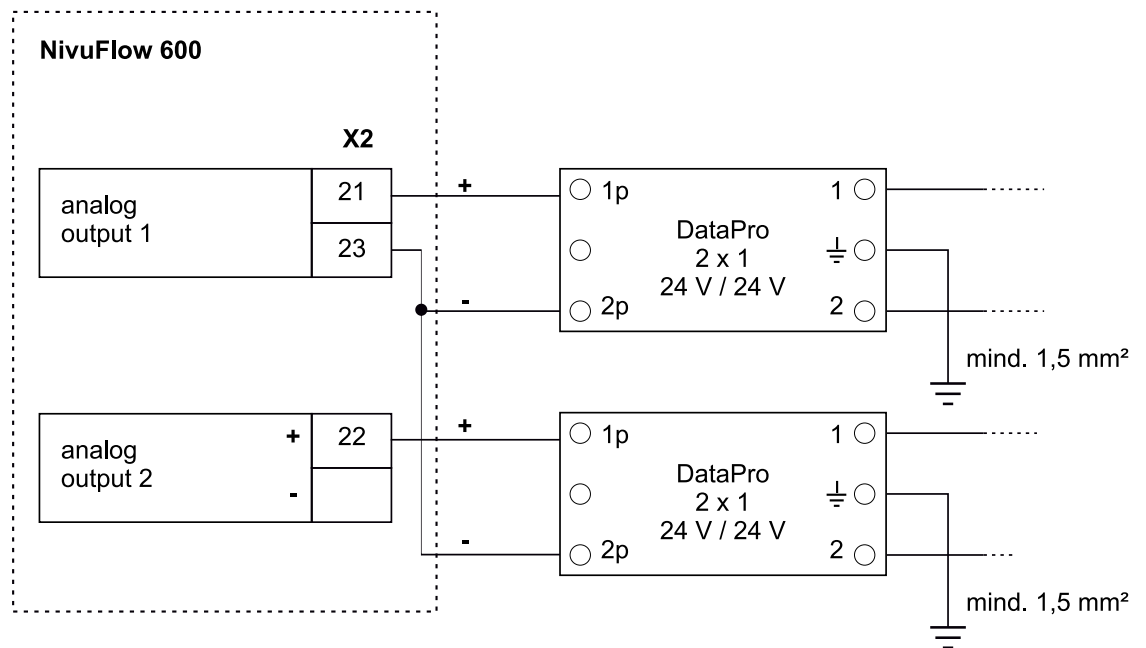 NivuFlow 600
X2
analog
output 1
21
23
+
-
1p
2p
DataPro
2 x 1
24 V / 24 V
1
2
mind. 1,5 mm²
analog
output 2
+
-
22
+
-
1p
2p
DataPro
2 x 1
24 V / 24 V
1
2
mind. 1,5 mm²